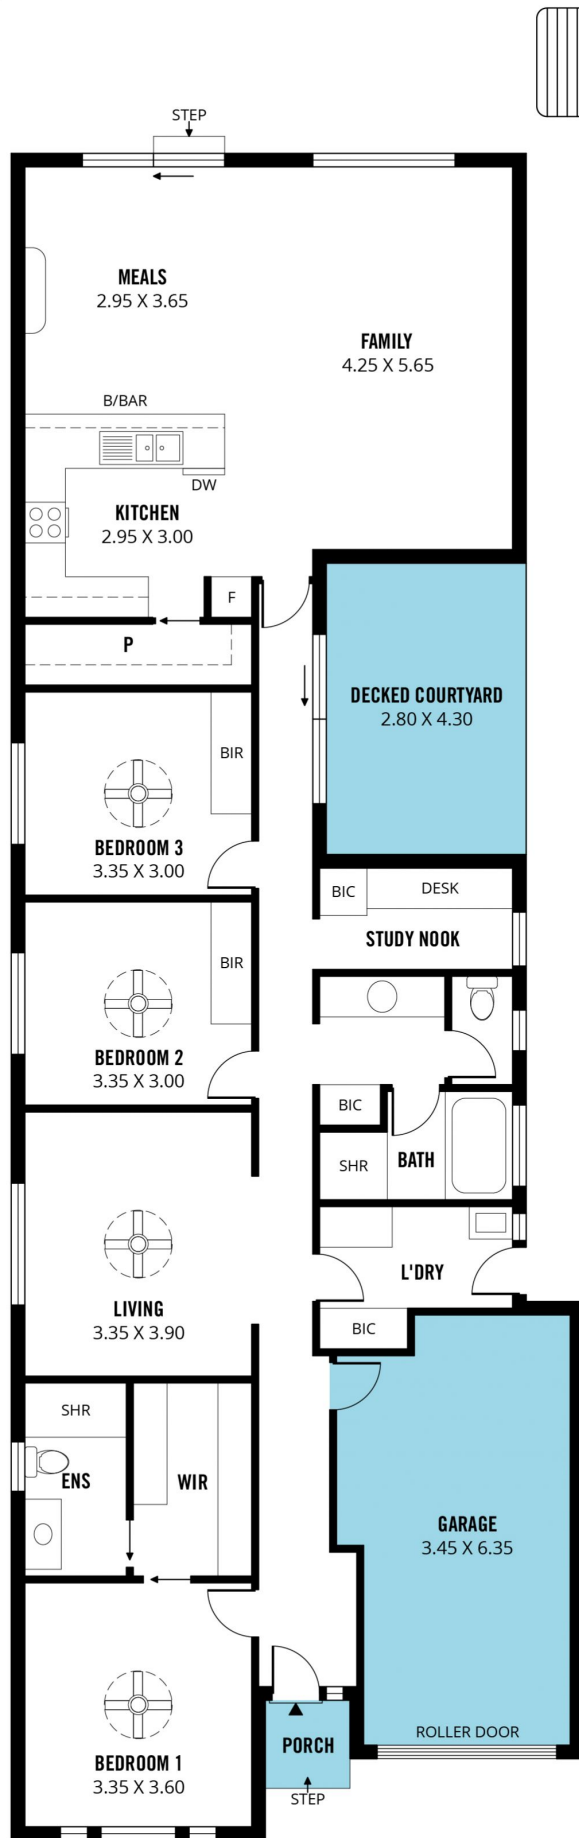 STEP
MEALS
2.95 X 3.65
FAMILY
4.25 X 5.65
B/BAR
DW
KITCHEN
2.95 X 3.00
F
P
DECKED COURTYARD
2.80 X 4.30
BIR
BEDROOM 3
3.35 X 3.00
BIC
DESK
STUDY NOOK
BIR
BEDROOM 2
3.35 X 3.00
BIC
SHR
BATH
L'DRY
LIVING
3.35 X 3.90
BIC
SHR
ENS
WIR
GARAGE
3.45 X 6.35
ROLLER DOOR
PORCH
BEDROOM 1
3.35 X 3.60
STEP